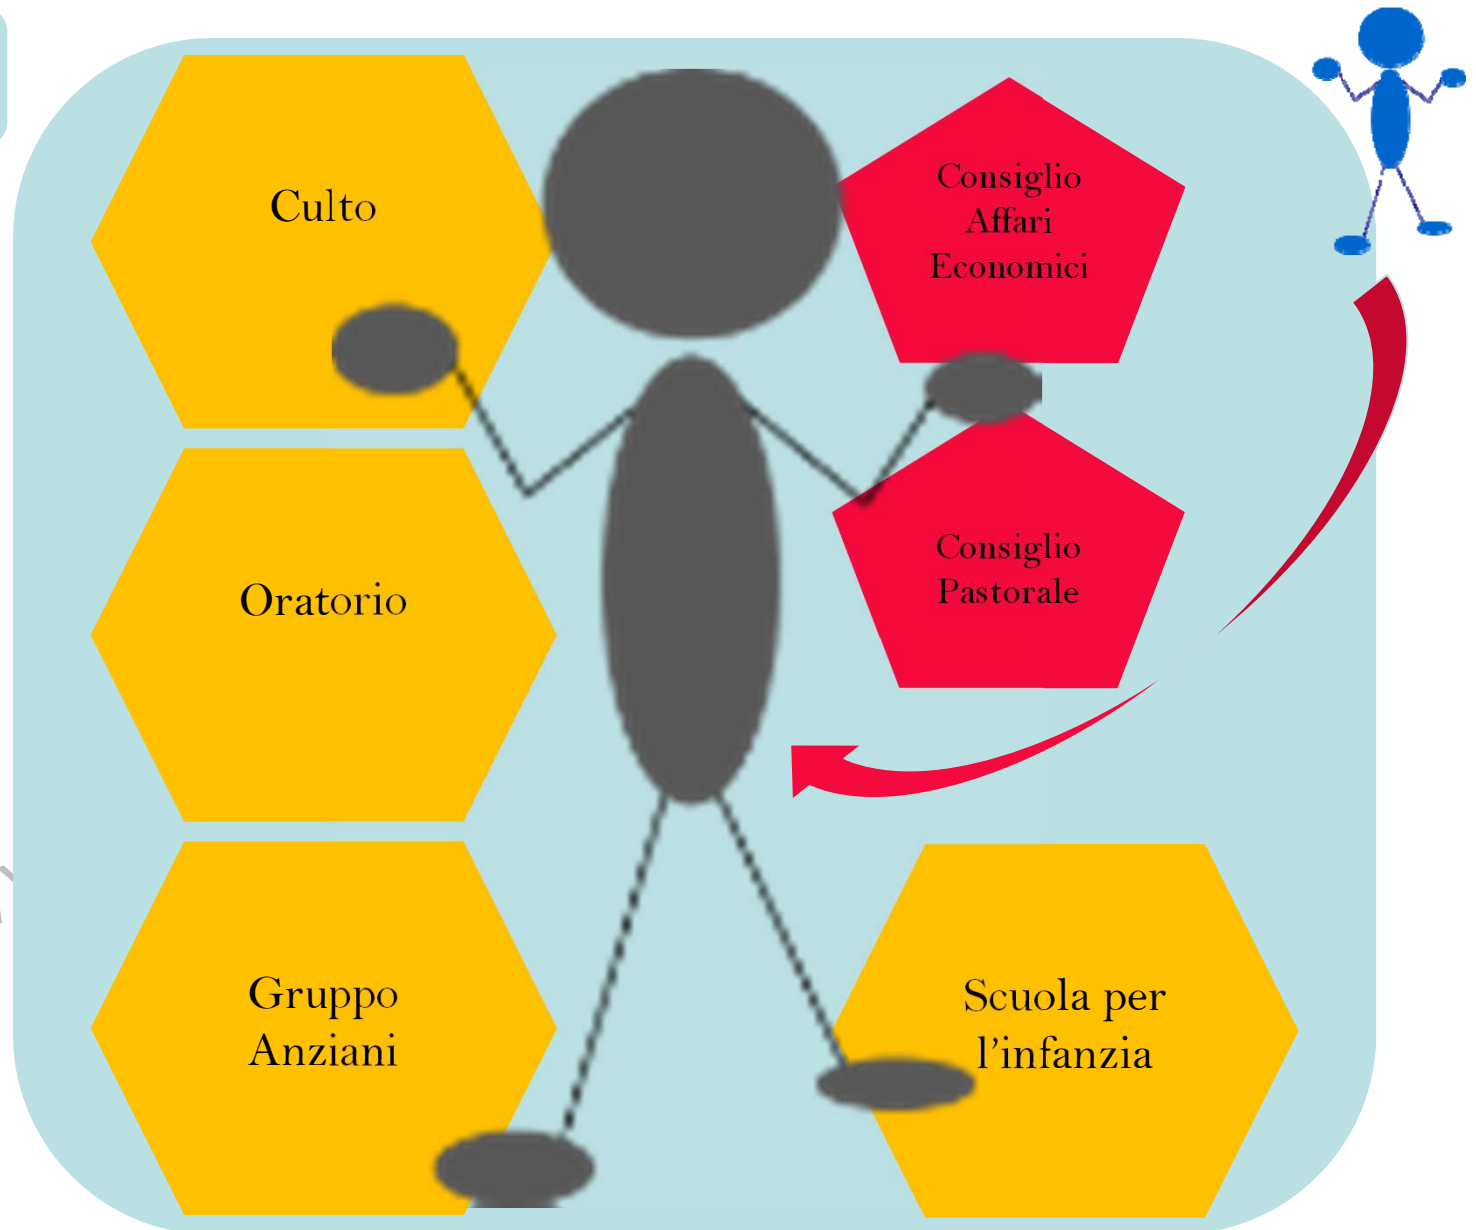 Culto
Consiglio
Affari
Economici
Oratorio
Consiglio
Pastorale
Gruppo
Anziani
Scuola per
l’infanzia